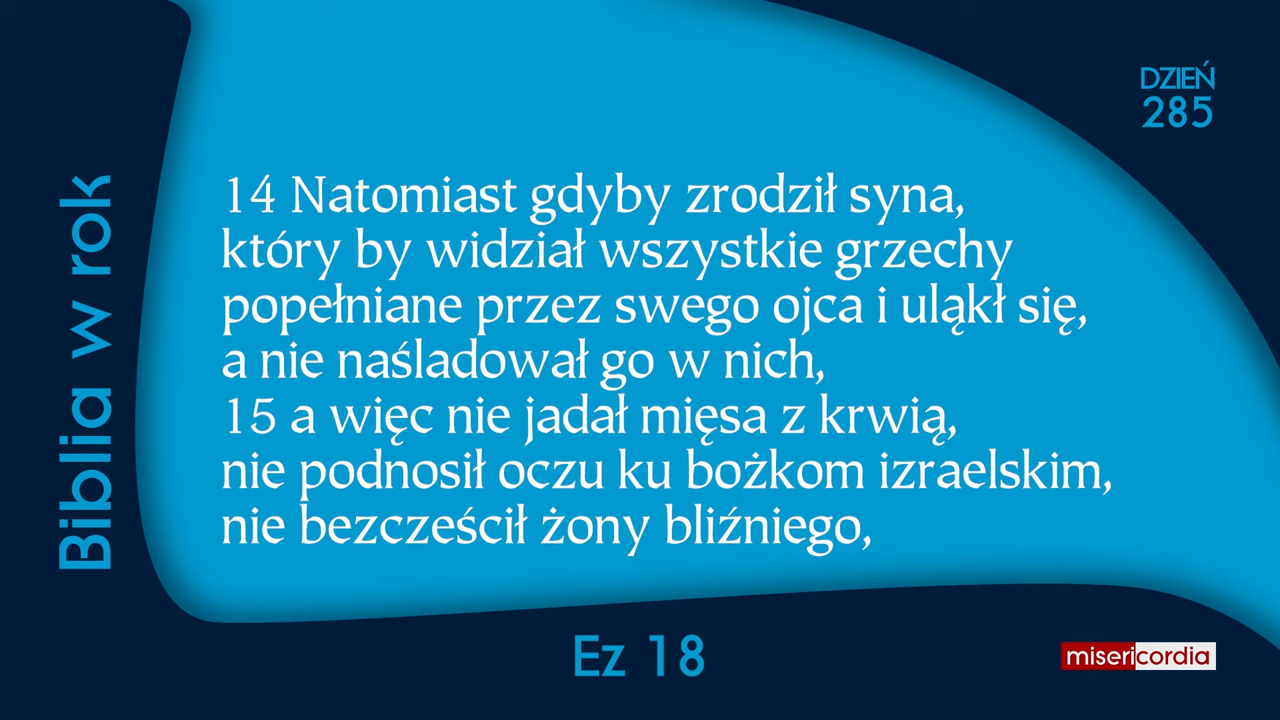 DZIEŃ
285
Biblia w rok
14 Natomiast gdyby zrodził syna,
który by widział wszystkie grzechy
popełniane przez swego ojca i uląkł się,
a nie naśladował go w nich,
15 a więc nie jadał mięsa z krwią,
nie podnosił oczu ku bożkom izraelskim,
nie bezcześcił żony bliźniego,
Ez 18
misericordia